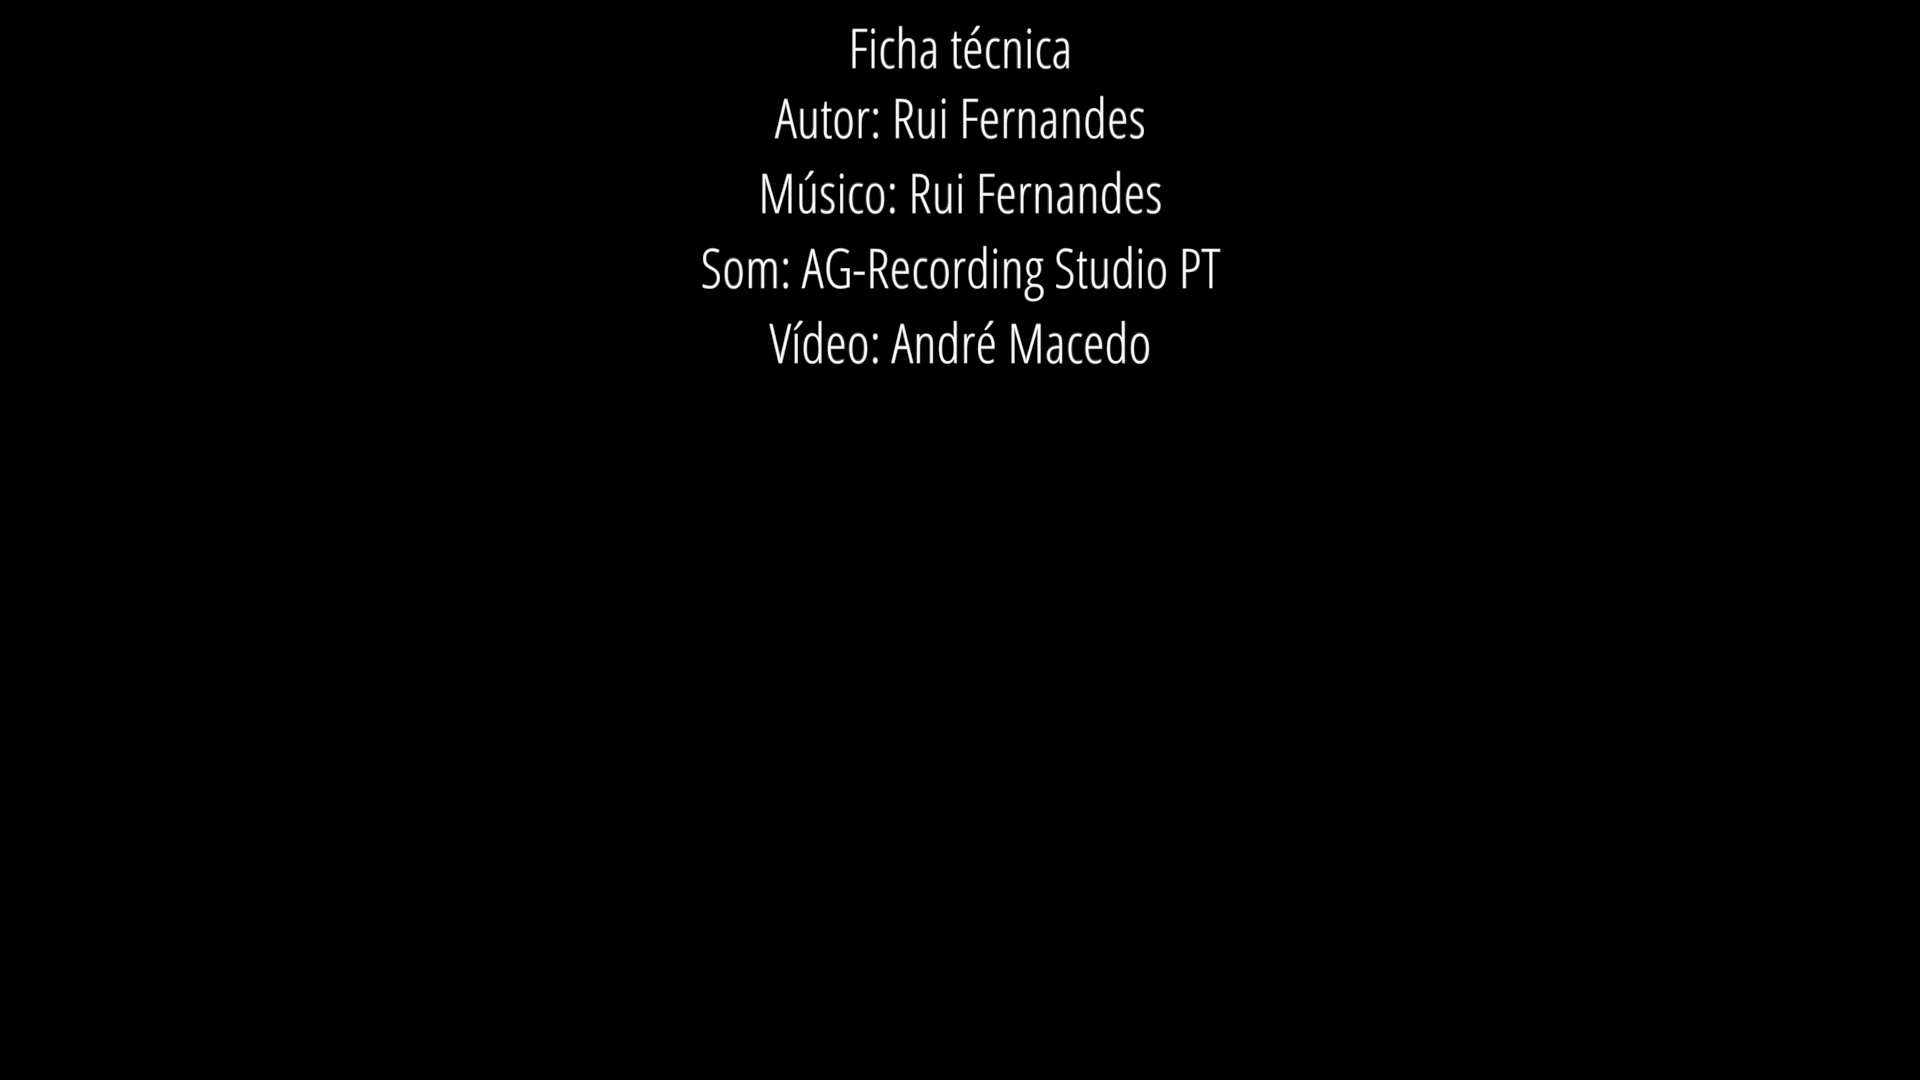 Ficha técnica
Autor: Rui Fernandes
Músico: Rui Fernandes
Som: AG-Recording Studio PT
Vídeo: André Macedo